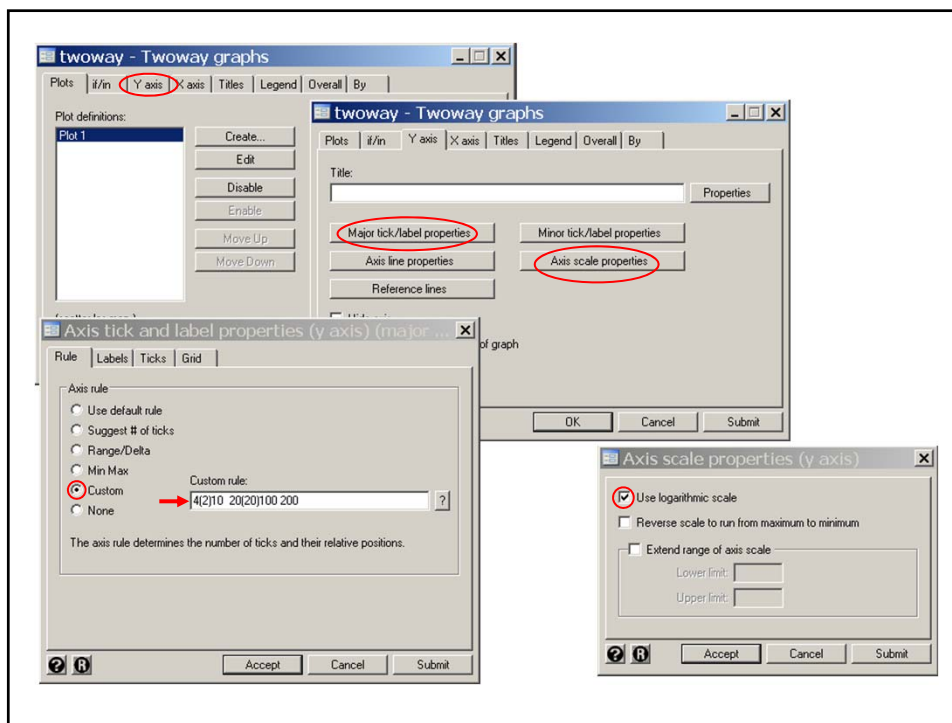 twoway - Twoway graphs
Plots if/in Y axis X axis Titles Legend Overall By
Plot definitions:
Plot 1
Create...
Edit
Disable
Enable
Move Up
Move Down
twoway - Twoway graphs
Plots if/in Y axis X axis Titles Legend Overall By
Title:
Properties
Major tick/label properties Minor tick/label properties
Axis line properties Axis scale properties
Reference lines
of graph
OK Cancel Submit
Axis tick and label properties (y axis) (major ...
Rule Labels Ticks Grid
Axis rule
Use default rule
Suggest # of ticks
Range/Delta
Min Max
Custom
None
Custom rule:
4(2)10 20(20)100 200
?
The axis rule determines the number of ticks and their relative positions.
? R Accept Cancel Submit
Axis scale properties (y axis)
Use logarithmic scale
Reverse scale to run from maximum to minimum
Extend range of axis scale
Lower limit:
Upper limit:
? R Accept Cancel Submit